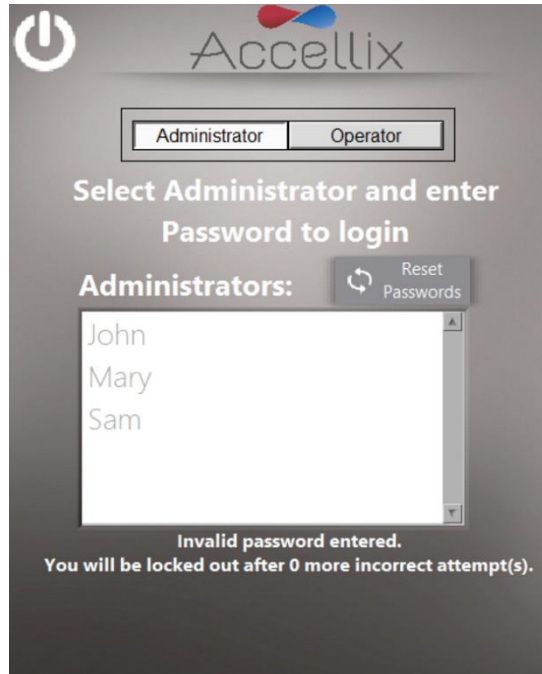 Accellix
Administrator
Operator
Select Administrator and enter
Password to login
Administrators:
Reset
Passwords
John
Mary
Sam
Invalid password entered.
You will be locked out after 0 more incorrect attempt(s).